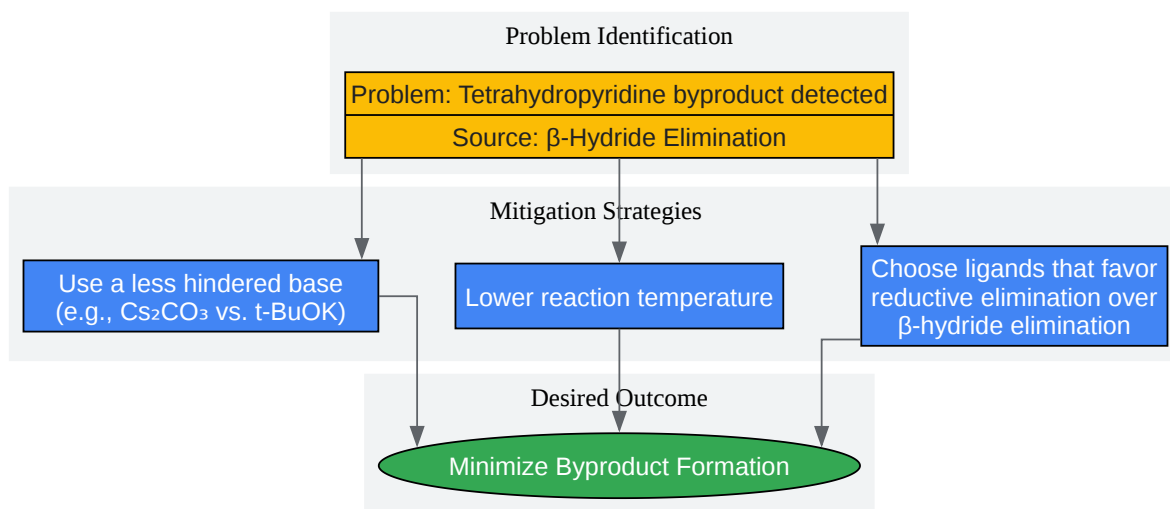 Problem Identification
Problem: Tetrahydropyridine byproduct detected
Source: β-Hydride Elimination
Mitigation Strategies
Use a less hindered base
(e.g., Cs₂CO₃ vs. t-BuOK)
Lower reaction temperature
Choose ligands that favor
reductive elimination over
β-hydride elimination
Desired Outcome
Minimize Byproduct Formation